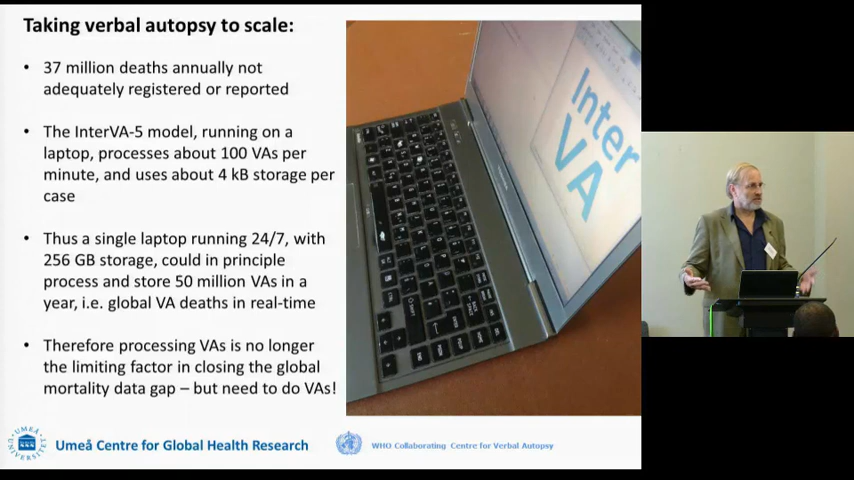 Taking verbal autopsy to scale:
• 37 million deaths annually not
adequately registered or reported
• The InterVA-5 model, running on a
laptop, processes about 100 VAs per
minute, and uses about 4 kB storage per
case
• Thus a single laptop running 24/7, with
256 GB storage, could in principle
process and store 50 million VAs in a
year, i.e. global VA deaths in real-time
• Therefore processing VAs is no longer
the limiting factor in closing the global
mortality data gap – but need to do VAs!
Inter
VA
Umeå Centre for Global Health Research
WHO Collaborating Centre for Verbal Autopsy